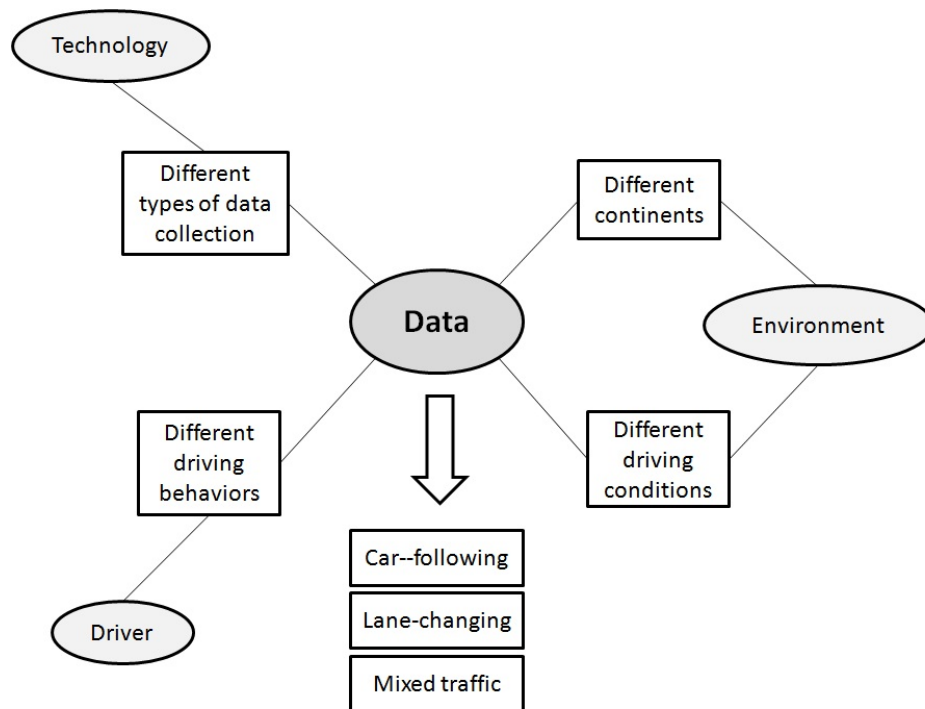 Technology
Different
types of data
collection
Different
continents
Data
Environment
Different
driving
behaviors
Different
driving
conditions
Car--following
Lane-changing
Mixed traffic
Driver